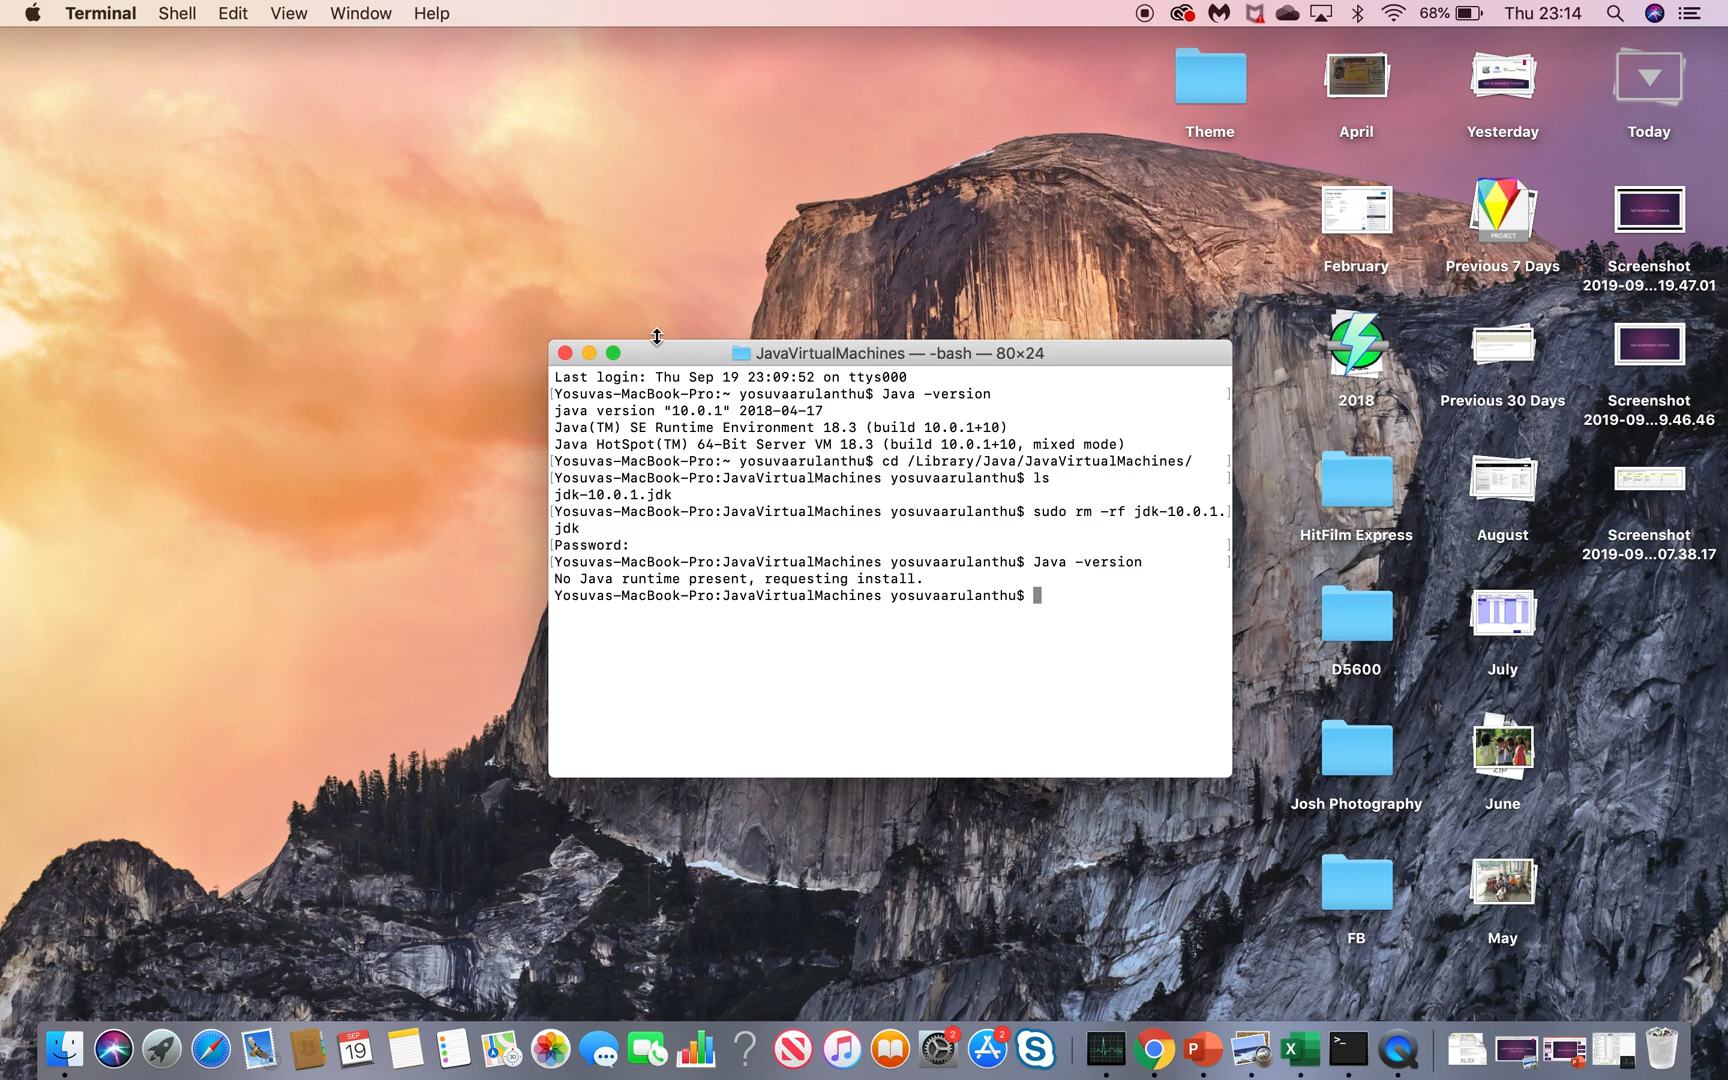 Terminal Shell Edit View Window Help 68% Thu 23:14
Theme April Yesterday Today
February Previous 7 Days Screenshot
2019-09...19.47.01
2018 Previous 30 Days Screenshot
2019-09...9.46.46
HitFilm Express August Screenshot
2019-09...07.38.17
D5600 July
Josh Photography June
FB May
PROJECT
ZIP
JavaVirtualMachines — -bash — 80×24
Last login: Thu Sep 19 23:09:52 on ttys000
[Yosuvas-MacBook-Pro:~ yosuvaarulanthu$ Java -version ]
java version "10.0.1" 2018-04-17
Java(TM) SE Runtime Environment 18.3 (build 10.0.1+10)
Java HotSpot(TM) 64-Bit Server VM 18.3 (build 10.0.1+10, mixed mode)
[Yosuvas-MacBook-Pro:~ yosuvaarulanthu$ cd /Library/Java/JavaVirtualMachines/ ]
[Yosuvas-MacBook-Pro:JavaVirtualMachines yosuvaarulanthu$ ls ]
jdk-10.0.1.jdk
[Yosuvas-MacBook-Pro:JavaVirtualMachines yosuvaarulanthu$ sudo rm -rf jdk-10.0.1.]
jdk
[Password: ]
[Yosuvas-MacBook-Pro:JavaVirtualMachines yosuvaarulanthu$ Java -version ]
No Java runtime present, requesting install.
Yosuvas-MacBook-Pro:JavaVirtualMachines yosuvaarulanthu$
SEP
19
3D
2
2
XLSX